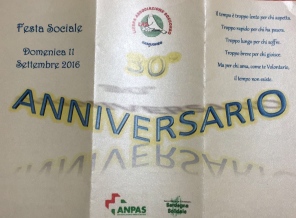 Festa Sociale
Domenica 11
Settembre 2016
30°
ANNIVERSARIO
Il tempo è troppo lento per chi aspetta,
Troppo rapido per chi ha paura,
Troppo lungo per chi soffre,
Troppo breve per chi gioisce,
Ma per chi ama, come te Volontario,
il tempo non esiste.
ANPAS
Sardegna
Solidale